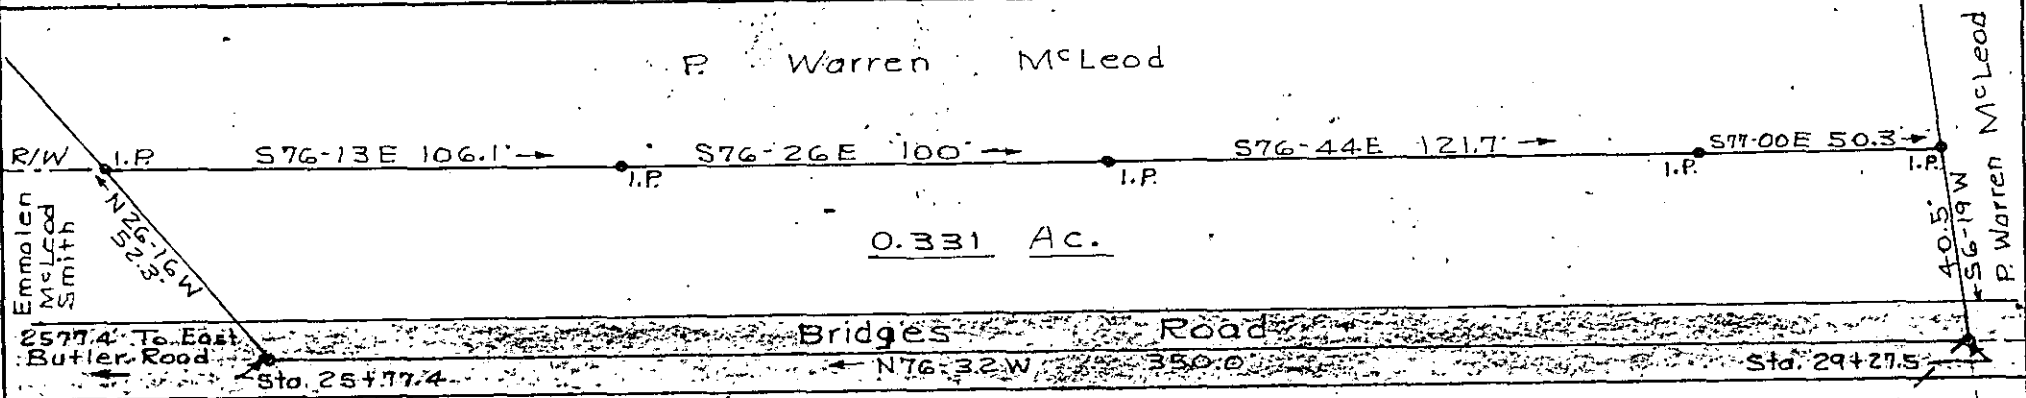 P. Warren McLeod
R/W I.P. S76-13E 106.1' I.P. S76-26E 100' I.P. S76-44E 121.7' I.P. S77-00E 50.3' I.P.
N26-16W
52.3'
Emmalen
McLeod
Smith
0.331 Ac.
40.5'
S6-19W
P. Warren McLeod
Bridges Road
2577.4' To East
Butler Road
Sta. 25+77.4
N76-32W 350.0'
Sta. 29+27.5